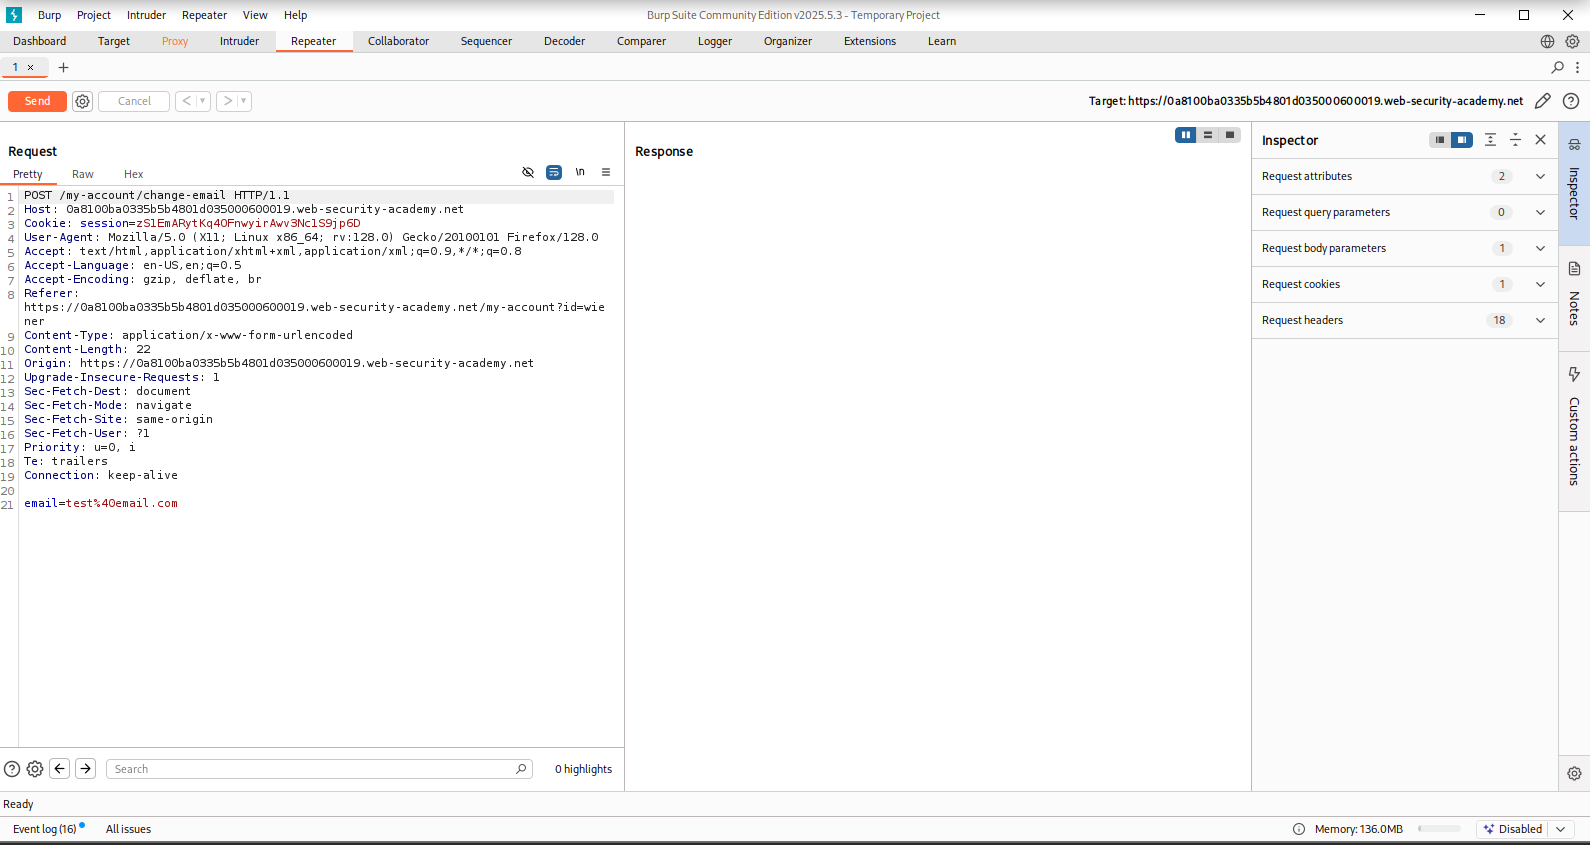 Burp Project Intruder Repeater View Help
Burp Suite Community Edition v2025.5.3 - Temporary Project
Dashboard Target Proxy Intruder Repeater Collaborator Sequencer Decoder Comparer Logger Organizer Extensions Learn
1 ×
Send Cancel
Target: https://0a8100ba0335b5b4801d035000600019.web-security-academy.net
Request
Pretty Raw Hex
\n
1 POST /my-account/change-email HTTP/1.1
2 Host: 0a8100ba0335b5b4801d035000600019.web-security-academy.net
3 Cookie: session=zSlEmARytKq4OFnwyirAwv3NclS9jp6D
4 User-Agent: Mozilla/5.0 (X11; Linux x86_64; rv:128.0) Gecko/20100101 Firefox/128.0
5 Accept: text/html,application/xhtml+xml,application/xml;q=0.9,*/*;q=0.8
6 Accept-Language: en-US,en;q=0.5
7 Accept-Encoding: gzip, deflate, br
8 Referer:
https://0a8100ba0335b5b4801d035000600019.web-security-academy.net/my-account?id=wie
ner
9 Content-Type: application/x-www-form-urlencoded
10 Content-Length: 22
11 Origin: https://0a8100ba0335b5b4801d035000600019.web-security-academy.net
12 Upgrade-Insecure-Requests: 1
13 Sec-Fetch-Dest: document
14 Sec-Fetch-Mode: navigate
15 Sec-Fetch-Site: same-origin
16 Sec-Fetch-User: ?1
17 Priority: u=0, i
18 Te: trailers
19 Connection: keep-alive
20
21 email=test%40email.com
Search
0 highlights
Response
Inspector
Request attributes 2
Request query parameters 0
Request body parameters 1
Request cookies 1
Request headers 18
Inspector
Notes
Custom actions
Ready
Event log (16) All issues
Memory: 136.0MB
Disabled